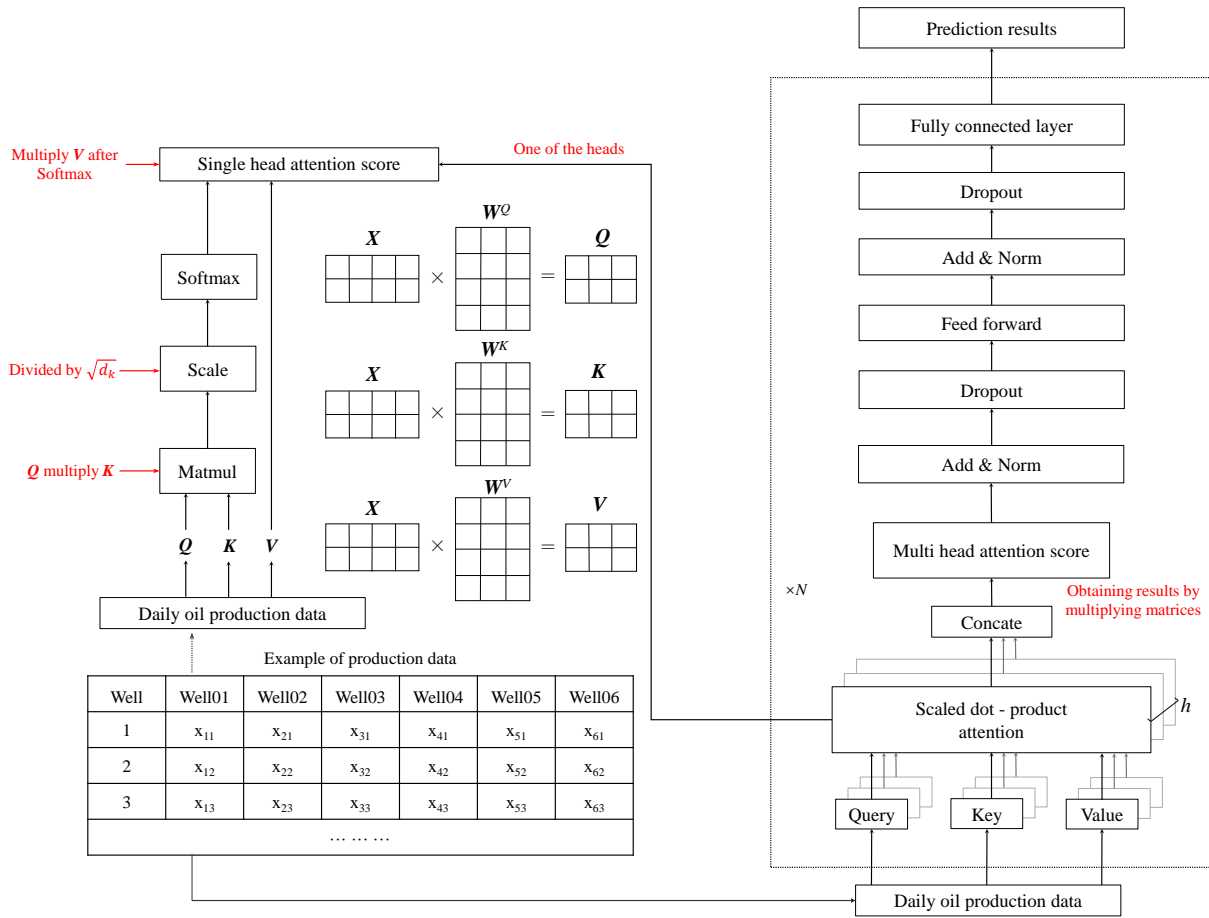 Prediction results
Fully connected layer
Dropout
Add & Norm
Feed forward
Dropout
Add & Norm
Multi head attention score
×N
Obtaining results by
multiplying matrices
Concate
Scaled dot - product
attention
h
Query
Key
Value
Daily oil production data
One of the heads
Multiply V after
Softmax
Single head attention score
Softmax
Divided by √dₖ
Scale
Q multiply K
Matmul
Q K V
Daily oil production data
X × W^Q = Q
X × W^K = K
X × W^V = V
Example of production data
Well Well01 Well02 Well03 Well04 Well05 Well06
1 x₁₁ x₂₁ x₃₁ x₄₁ x₅₁ x₆₁
2 x₁₂ x₂₂ x₃₂ x₄₂ x₅₂ x₆₂
3 x₁₃ x₂₃ x₃₃ x₄₃ x₅₃ x₆₃
… … …